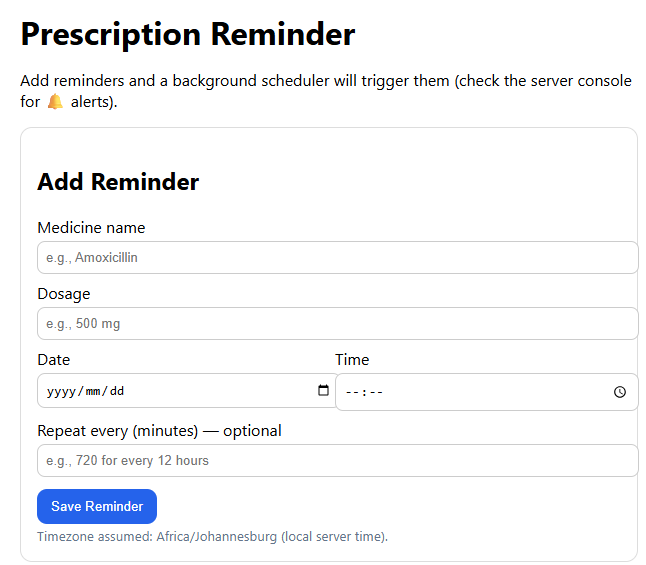 Prescription Reminder
Add reminders and a background scheduler will trigger them (check the server console
for 🔔 alerts).
Add Reminder
Medicine name
e.g., Amoxicillin
Dosage
e.g., 500 mg
Date Time
yyyy/mm/dd --:--
Repeat every (minutes) — optional
e.g., 720 for every 12 hours
Save Reminder
Timezone assumed: Africa/Johannesburg (local server time).